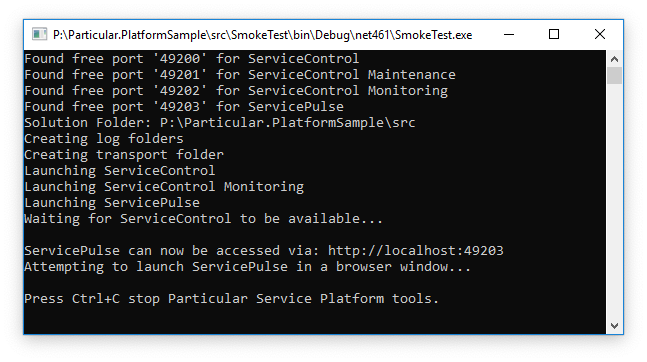 P:\Particular.PlatformSample\src\SmokeTest\bin\Debug\net461\SmokeTest.exe
Found free port '49200' for ServiceControl
Found free port '49201' for ServiceControl Maintenance
Found free port '49202' for ServiceControl Monitoring
Found free port '49203' for ServicePulse
Solution Folder: P:\Particular.PlatformSample\src
Creating log folders
Creating transport folder
Launching ServiceControl
Launching ServiceControl Monitoring
Launching ServicePulse
Waiting for ServiceControl to be available...
ServicePulse can now be accessed via: http://localhost:49203
Attempting to launch ServicePulse in a browser window...
Press Ctrl+C stop Particular Service Platform tools.